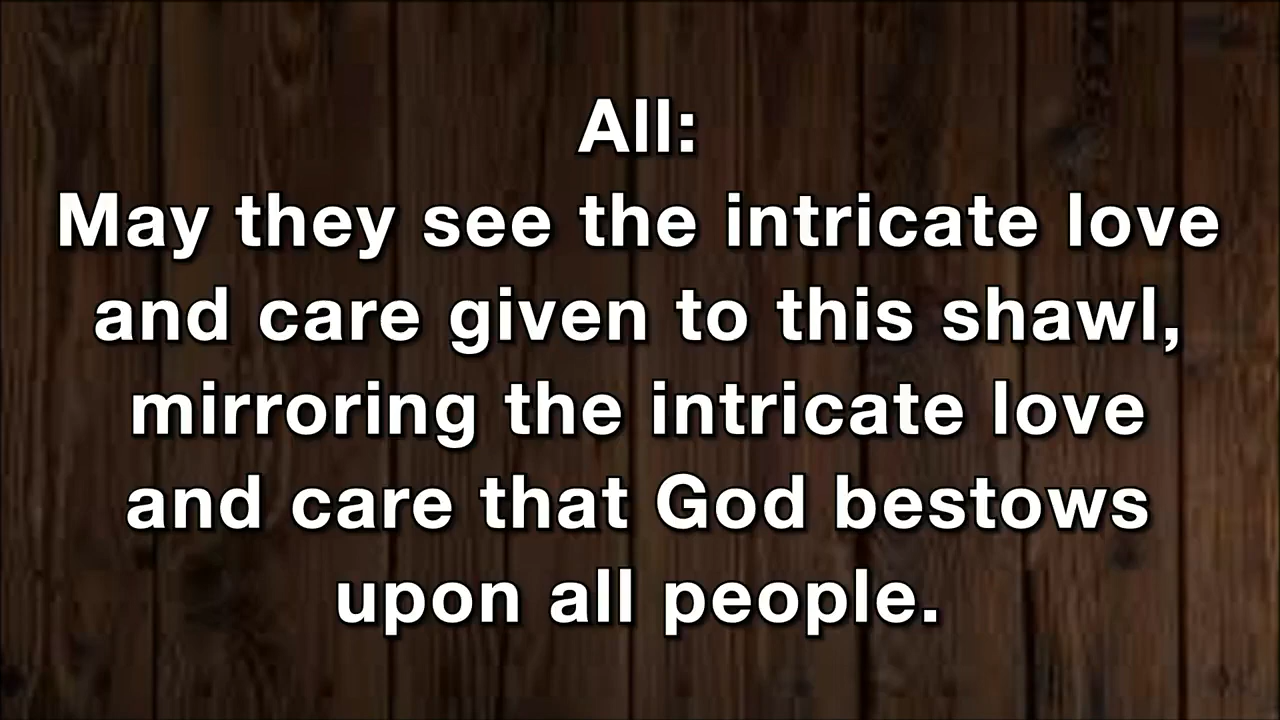 All:
May they see the intricate love
and care given to this shawl,
mirroring the intricate love
and care that God bestows
upon all people.